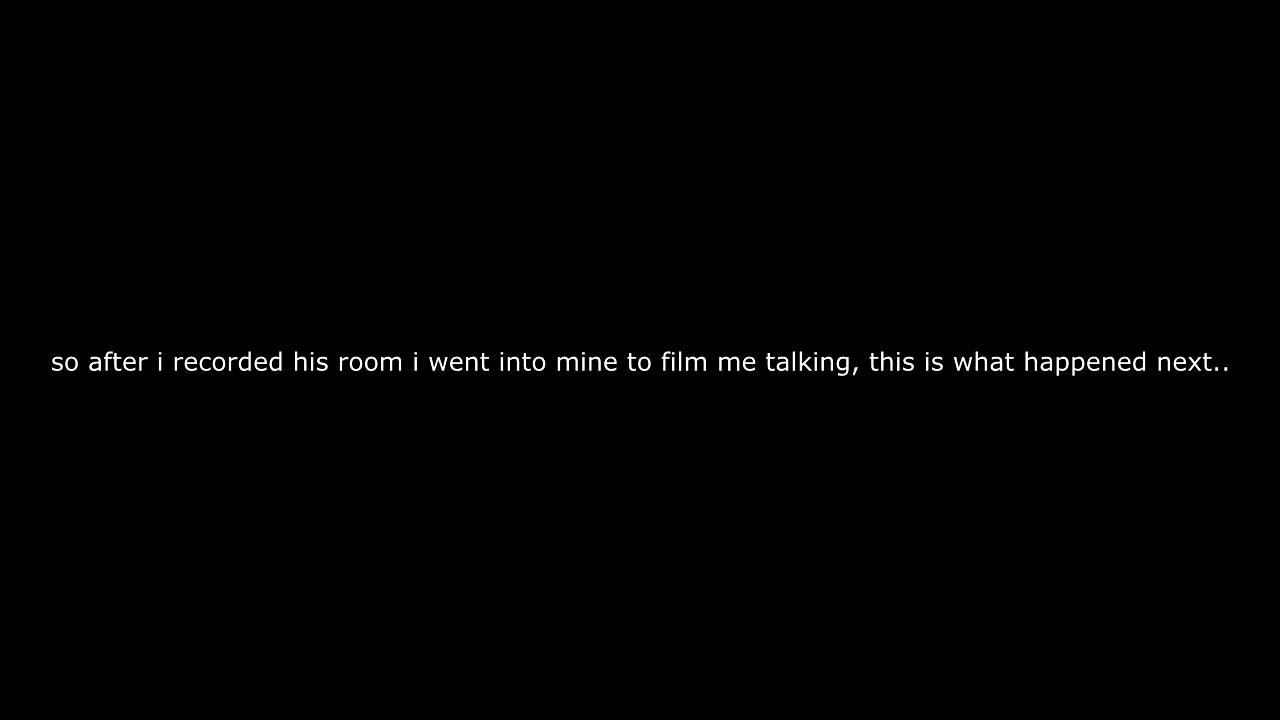 so after i recorded his room i went into mine to film me talking, this is what happened next..